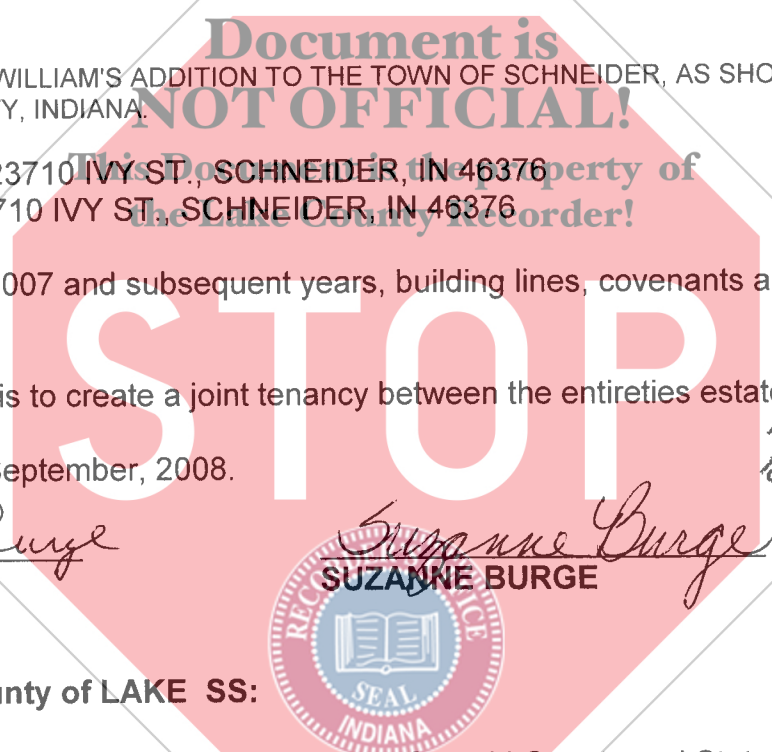 Document is
WILLIAM'S ADDITION TO THE TOWN OF SCHNEIDER, AS SHO
NOT OFFICIAL!
Y, INDIANA.
This Document is the property of
23710 IVY ST., SCHNEIDER, IN 46376
the Lake County Recorder!
710 IVY ST., SCHNEIDER, IN 46376
007 and subsequent years, building lines, covenants a
STOP
is to create a joint tenancy between the entireties estate
September, 2008.
urge
Suzanne Burge
SUZANNE BURGE
RECORDER'S OFFICE
SEAL
INDIANA
unty of LAKE SS: